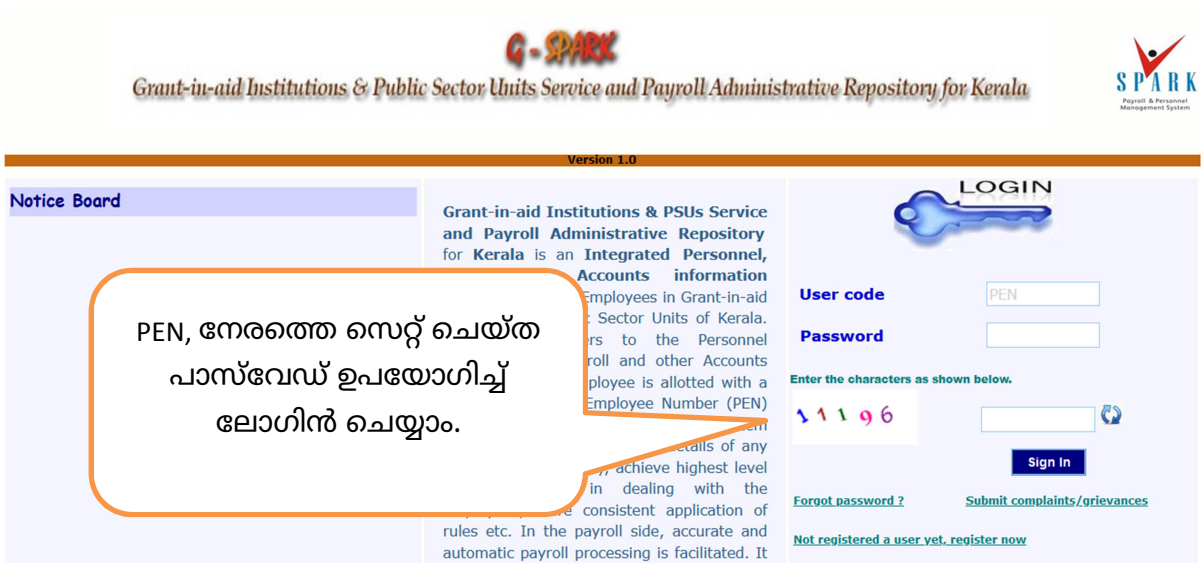 G - SPARK
Grant-in-aid Institutions & Public Sector Units Service and Payroll Administrative Repository for Kerala
SPARK
Payroll & Personnel
Management System
Version 1.0
Notice Board
Grant-in-aid Institutions & PSUs Service
and Payroll Administrative Repository
for Kerala is an Integrated Personnel,
Accounts information
Employees in Grant-in-aid
Sector Units of Kerala.
to the Personnel
and other Accounts
is allotted with a
Employee Number (PEN)
of any
achieve highest level
in dealing with the
consistent application of
rules etc. In the payroll side, accurate and
automatic payroll processing is facilitated. It
PEN, നേരത്തെ സെറ്റ് ചെയ്ത
പാസ്‌വേഡ് ഉപയോഗിച്ച്
ലോഗിൻ ചെയ്യാം.
LOGIN
User code
PEN
Password
Enter the characters as shown below.
11196
Sign In
Forgot password ?
Submit complaints/grievances
Not registered a user yet, register now